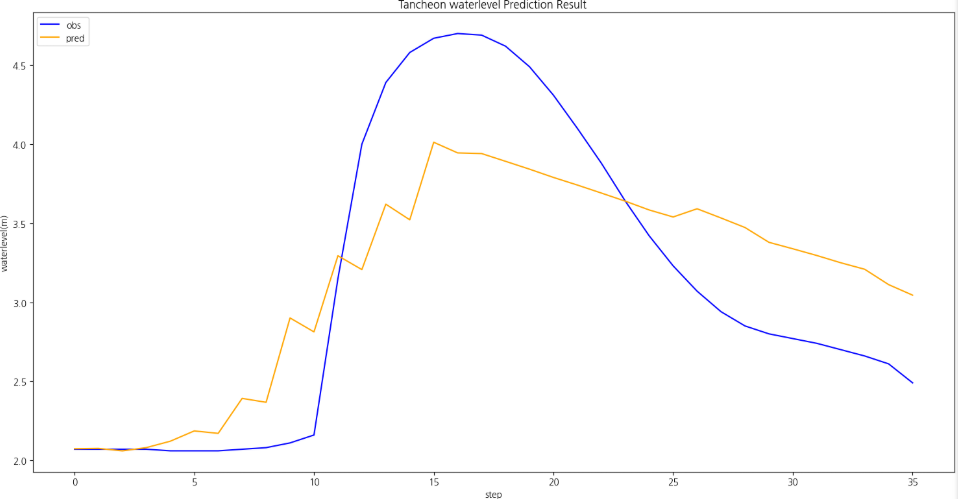 Tancheon waterlevel Prediction Result
obs
pred
waterlevel(m)
4.5
4.0
3.5
3.0
2.5
2.0
0 5 10 15 20 25 30 35
step